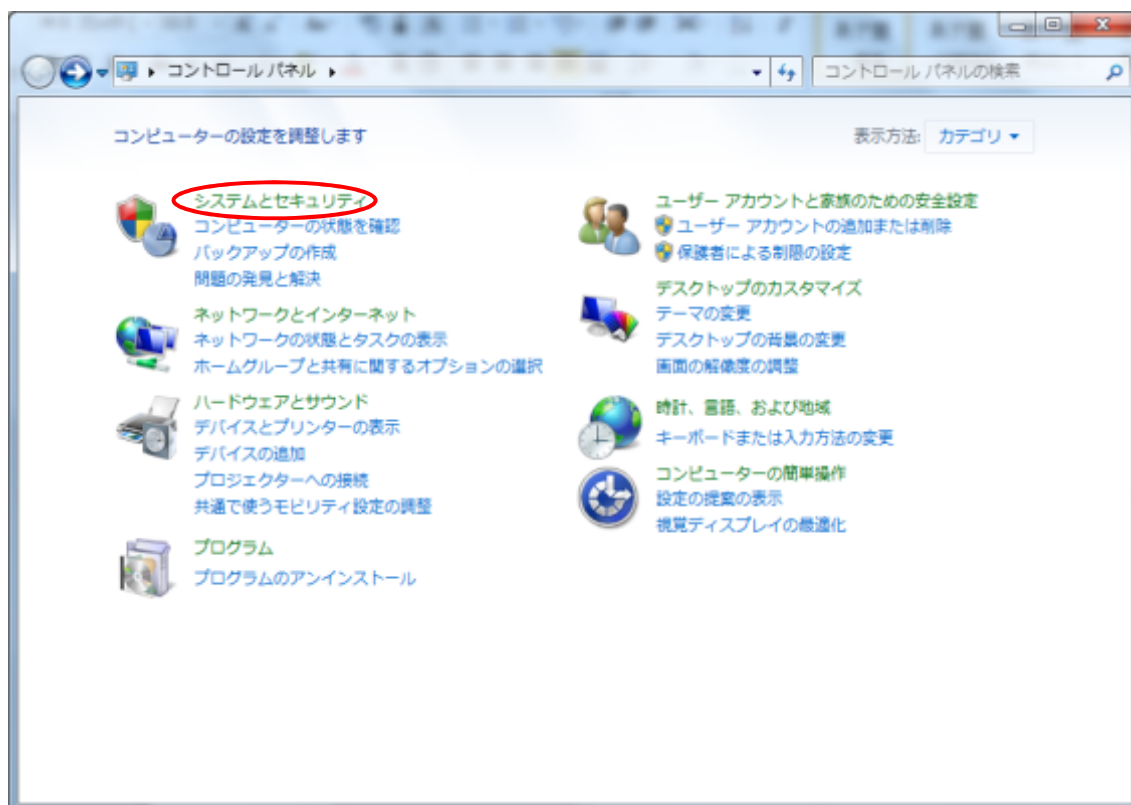 コントロール パネル
コントロール パネルの検索
コンピューターの設定を調整します
表示方法: カテゴリ
システムとセキュリティ
コンピューターの状態を確認
バックアップの作成
問題の発見と解決
ネットワークとインターネット
ネットワークの状態とタスクの表示
ホームグループと共有に関するオプションの選択
ハードウェアとサウンド
デバイスとプリンターの表示
デバイスの追加
プロジェクターへの接続
共通で使うモビリティ設定の調整
プログラム
プログラムのアンインストール
ユーザー アカウントと家族のための安全設定
ユーザー アカウントの追加または削除
保護者による制限の設定
デスクトップのカスタマイズ
テーマの変更
デスクトップの背景の変更
画面の解像度の調整
時計、言語、および地域
キーボードまたは入力方法の変更
コンピューターの簡単操作
設定の提案の表示
視覚ディスプレイの最適化